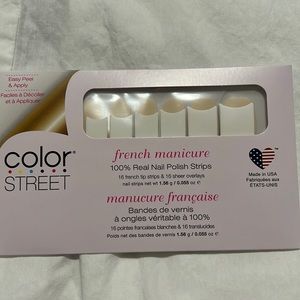 Easy Peel
& Apply
Faciles à Décoller
et à Appliquer
color®
STREET
french manicure
100% Real Nail Polish Strips
16 french tip strips & 16 sheer overlays
nail strips net wt 1.56 g / 0.055 oz ℮
manucure française
Bandes de vernis
à ongles véritable à 100%
16 pointes françaises blanches & 16 translucides
Poids net des bandes de vernis 1.56 g / 0.055 oz ℮
Made in USA
Fabriquées aux
ÉTATS-UNIS